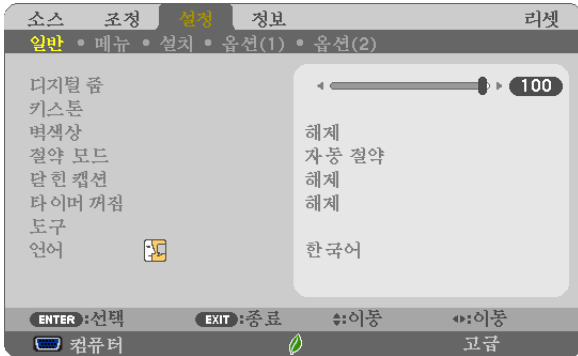 소스 조정 설정 정보 리셋
일반 • 메뉴 • 설치 • 옵션(1) • 옵션(2)
디지털 줌 100
키스톤
벽색상 해제
절약 모드 자동 절약
닫힌 캡션 해제
타이머 꺼짐 해제
도구
언어 한국어
ENTER :선택 EXIT :종료 :이동 :이동
컴퓨터 고급